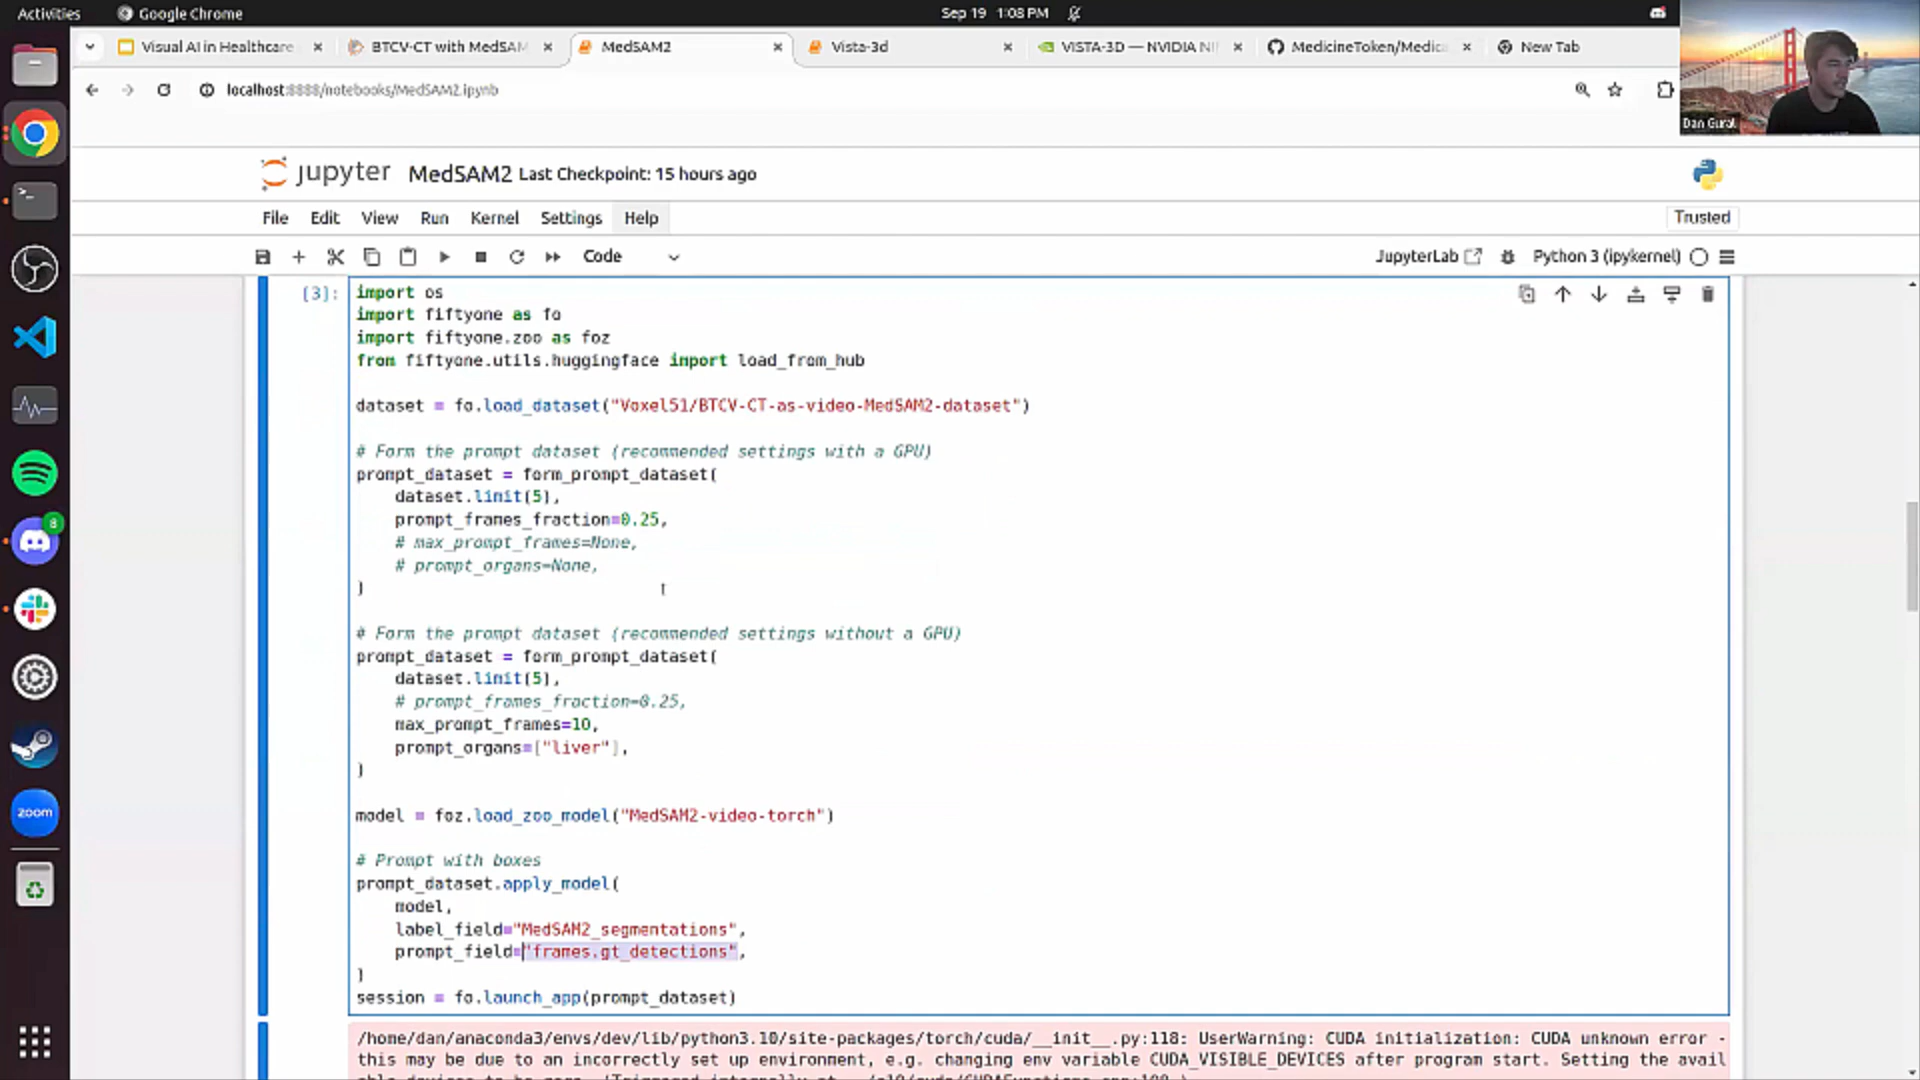 Activities
Google Chrome
Sep 19 1:08 PM
Visual AI in Healthcare
BTCV-CT with MedSAM
MedSAM2
Vista-3d
VISTA-3D — NVIDIA NI
MedicineToken/Medica
New Tab
localhost:8888/notebooks/MedSAM2.ipynb
Dan Gural
jupyter MedSAM2 Last Checkpoint: 15 hours ago
File Edit View Run Kernel Settings Help
Trusted
Code
JupyterLab
Python 3 (ipykernel)
[3]:
import os
import fiftyone as fo
import fiftyone.zoo as foz
from fiftyone.utils.huggingface import load_from_hub
dataset = fo.load_dataset("Voxel51/BTCV-CT-as-video-MedSAM2-dataset")
# Form the prompt dataset (recommended settings with a GPU)
prompt_dataset = form_prompt_dataset(
dataset.limit(5),
prompt_frames_fraction=0.25,
# max_prompt_frames=None,
# prompt_organs=None,
)
# Form the prompt dataset (recommended settings without a GPU)
prompt_dataset = form_prompt_dataset(
dataset.limit(5),
# prompt_frames_fraction=0.25,
max_prompt_frames=10,
prompt_organs=["liver"],
)
model = foz.load_zoo_model("MedSAM2-video-torch")
# Prompt with boxes
prompt_dataset.apply_model(
model,
label_field="MedSAM2_segmentations",
prompt_field="frames.gt_detections",
)
session = fo.launch_app(prompt_dataset)
/home/dan/anaconda3/envs/dev/lib/python3.10/site-packages/torch/cuda/__init__.py:118: UserWarning: CUDA initialization: CUDA unknown error -
this may be due to an incorrectly set up environment, e.g. changing env variable CUDA_VISIBLE_DEVICES after program start. Setting the avail
8
zoom